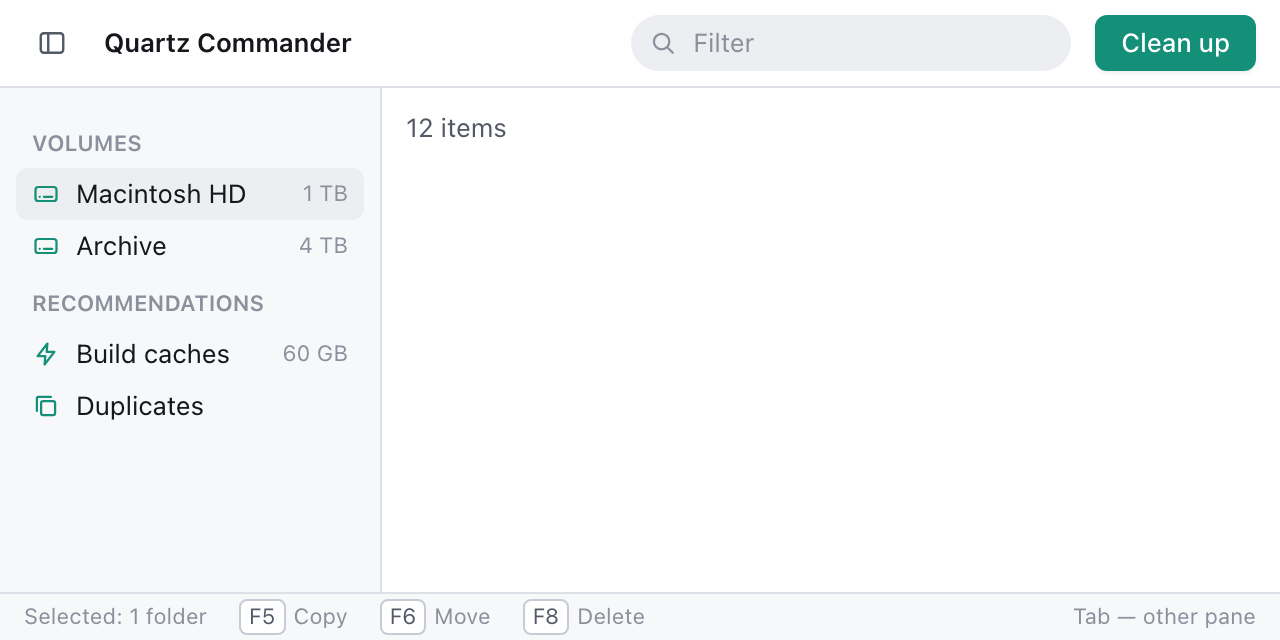 Quartz Commander
Filter
Clean up
VOLUMES
Macintosh HD 1 TB
Archive 4 TB
RECOMMENDATIONS
Build caches 60 GB
Duplicates
12 items
Selected: 1 folder F5 Copy F6 Move F8 Delete Tab — other pane